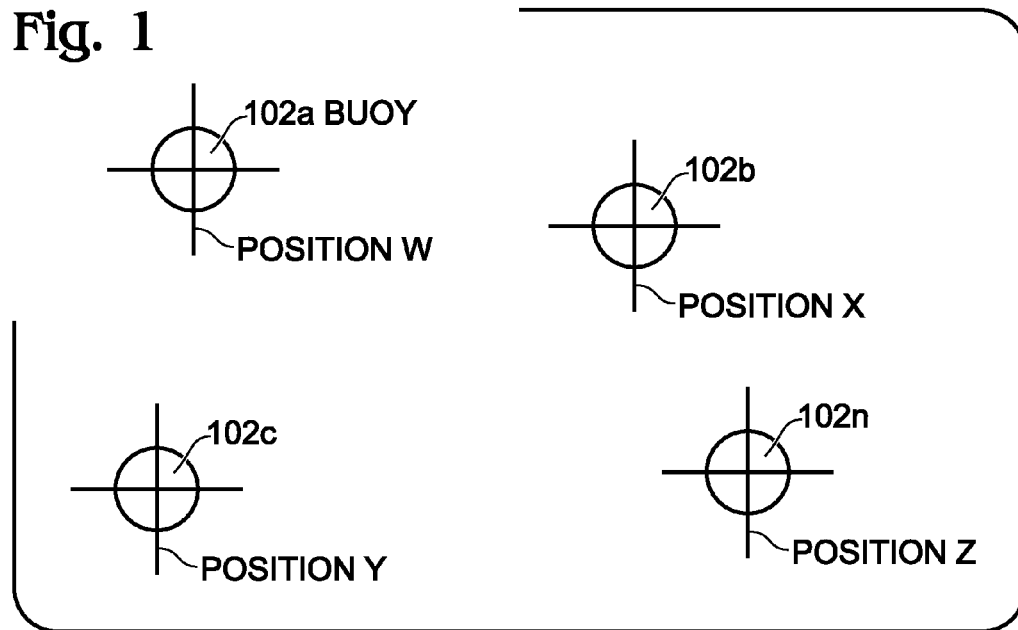 Fig. 1
102a BUOY
POSITION W
102b
POSITION X
102c
POSITION Y
102n
POSITION Z